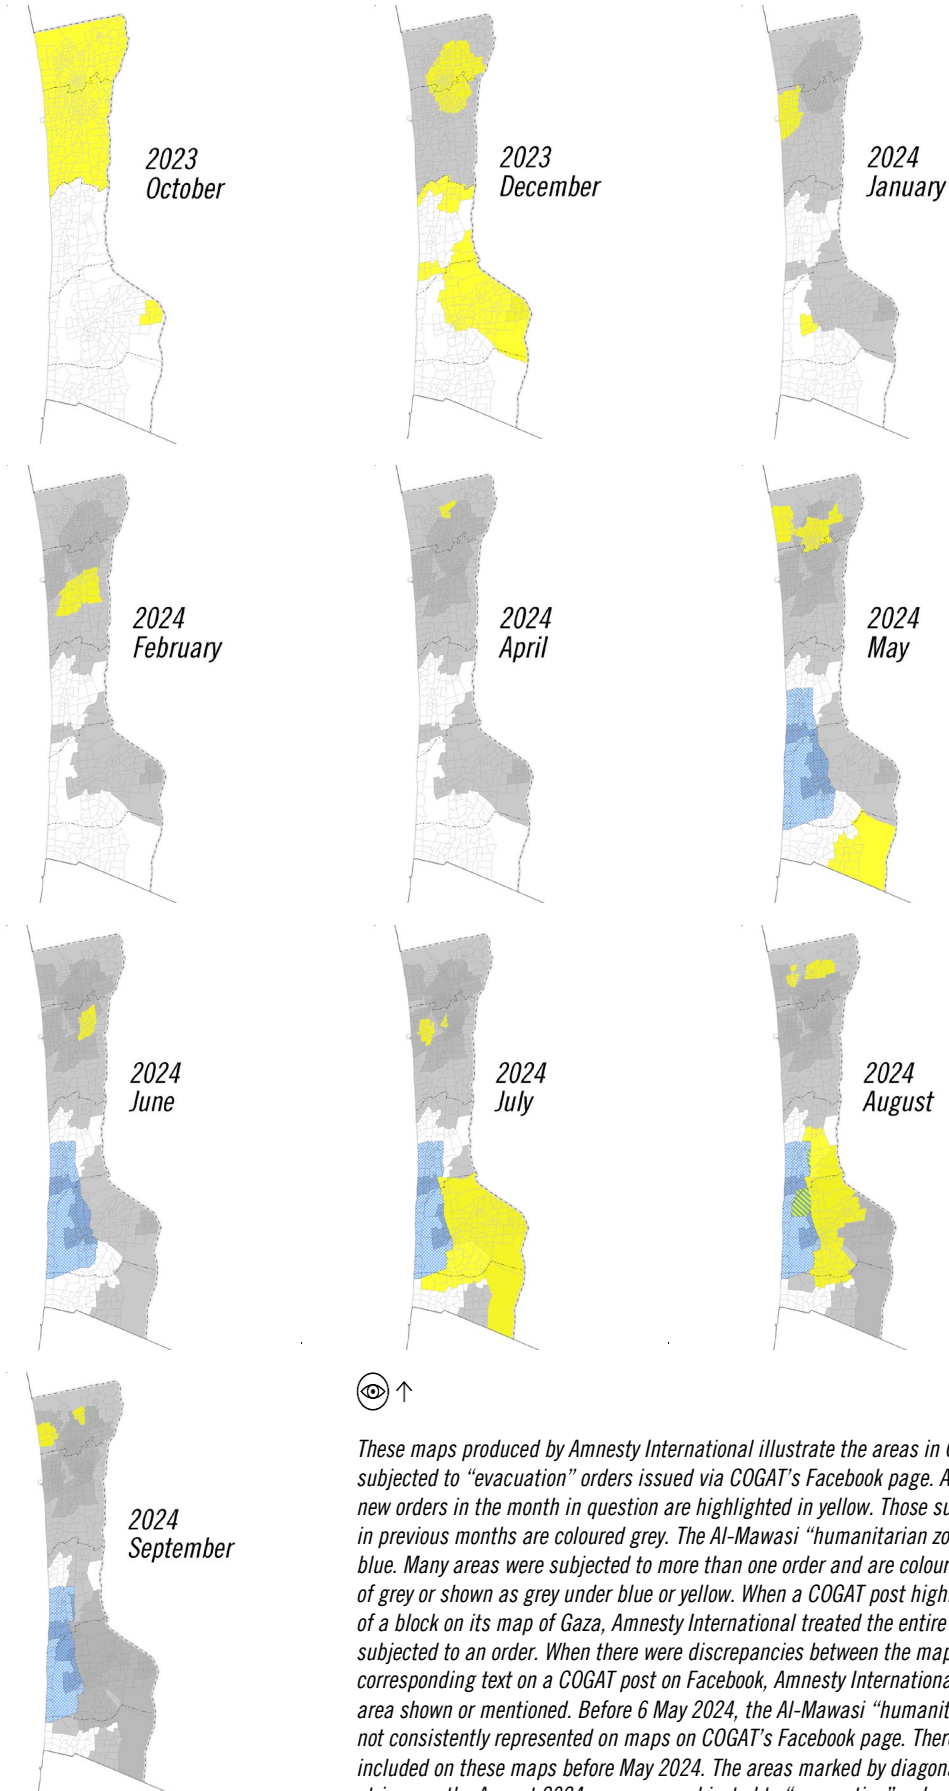 2023
October
2023
December
2024
January
2024
February
2024
April
2024
May
2024
June
2024
July
2024
August
2024
September
These maps produced by Amnesty International illustrate the areas in
subjected to “evacuation” orders issued via COGAT’s Facebook page.
new orders in the month in question are highlighted in yellow. Those
in previous months are coloured grey. The Al-Mawasi “humanitarian
blue. Many areas were subjected to more than one order and are
of grey or shown as grey under blue or yellow. When a COGAT post
of a block on its map of Gaza, Amnesty International treated the entire
subjected to an order. When there were discrepancies between the
corresponding text on a COGAT post on Facebook, Amnesty
area shown or mentioned. Before 6 May 2024, the Al-Mawasi
not consistently represented on maps on COGAT’s Facebook page.
included on these maps before May 2024. The areas marked by